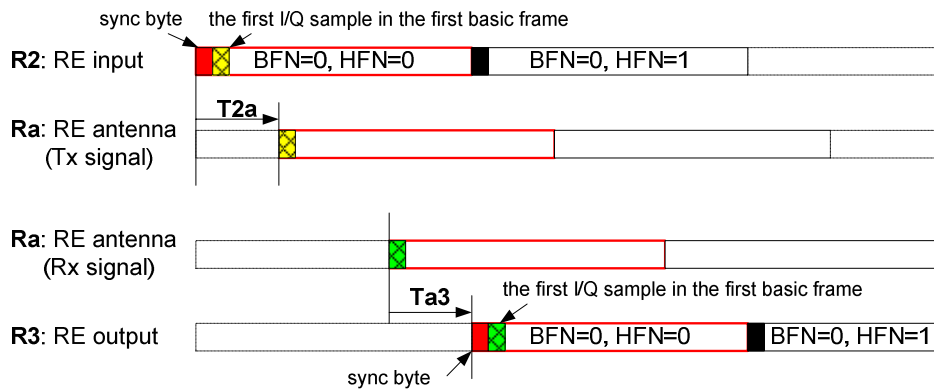 sync byte
the first I/Q sample in the first basic frame
R2: RE input
BFN=0, HFN=0
BFN=0, HFN=1
T2a
Ra: RE antenna
(Tx signal)
Ra: RE antenna
(Rx signal)
Ta3
the first I/Q sample in the first basic frame
R3: RE output
BFN=0, HFN=0
BFN=0, HFN=1
sync byte